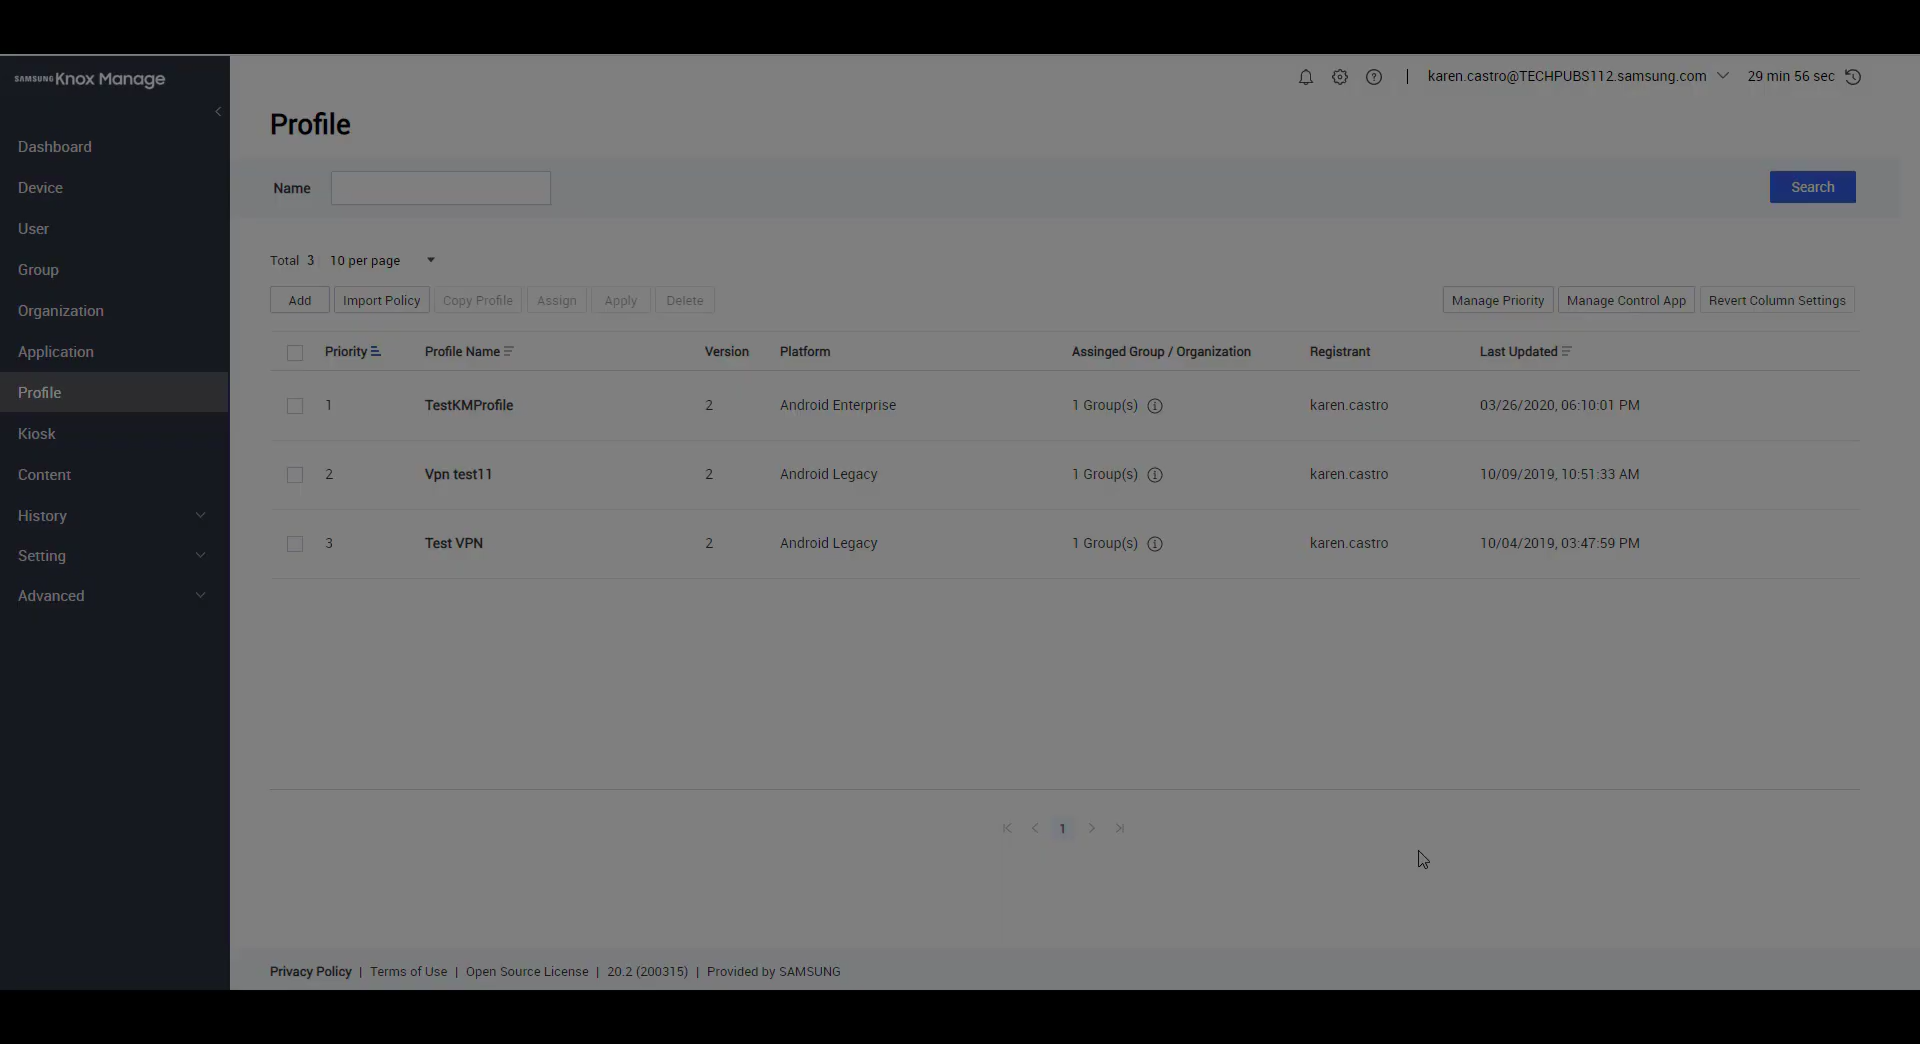 SAMSUNG Knox Manage
karen.castro@TECHPUBS112.samsung.com 29 min 56 sec
Profile
Dashboard
Device
User
Group
Organization
Application
Profile
Kiosk
Content
History
Setting
Advanced
Name
Search
Total 3 10 per page
Add Import Policy Copy Profile Assign Apply Delete Manage Priority Manage Control App Revert Column Settings
Priority Profile Name Version Platform Assinged Group / Organization Registrant Last Updated
1 TestKMProfile 2 Android Enterprise 1 Group(s) karen.castro 03/26/2020, 06:10:01 PM
2 Vpn test11 2 Android Legacy 1 Group(s) karen.castro 10/09/2019, 10:51:33 AM
3 Test VPN 2 Android Legacy 1 Group(s) karen.castro 10/04/2019, 03:47:59 PM
1
Privacy Policy | Terms of Use | Open Source License | 20.2 (200315) | Provided by SAMSUNG